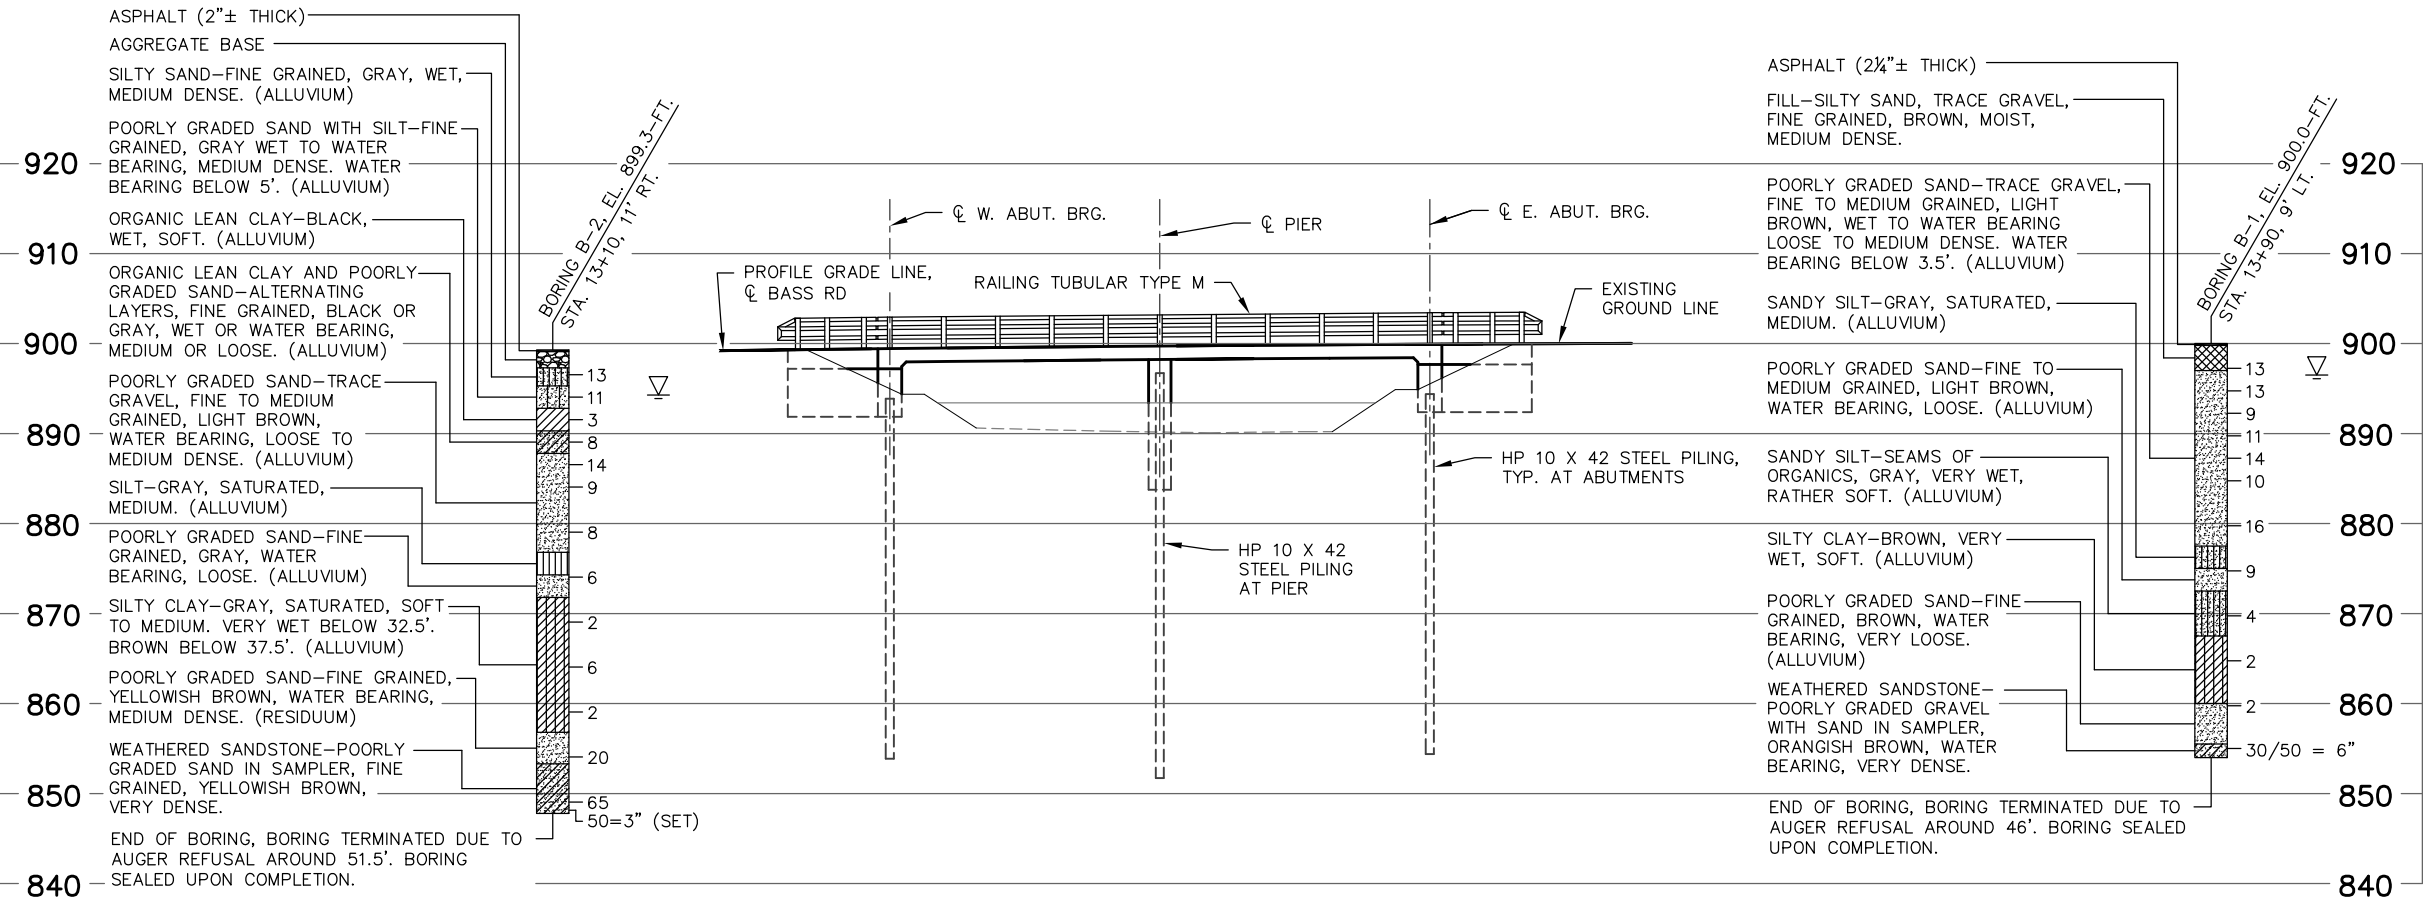 ASPHALT (2"± THICK)
AGGREGATE BASE
SILTY SAND-FINE GRAINED, GRAY, WET,
MEDIUM DENSE. (ALLUVIUM)
POORLY GRADED SAND WITH SILT-FINE
GRAINED, GRAY WET TO WATER
BEARING, MEDIUM DENSE. WATER
BEARING BELOW 5'. (ALLUVIUM)
ORGANIC LEAN CLAY-BLACK,
WET, SOFT. (ALLUVIUM)
ORGANIC LEAN CLAY AND POORLY
GRADED SAND-ALTERNATING
LAYERS, FINE GRAINED, BLACK OR
GRAY, WET OR WATER BEARING,
MEDIUM OR LOOSE. (ALLUVIUM)
POORLY GRADED SAND-TRACE
GRAVEL, FINE TO MEDIUM
GRAINED, LIGHT BROWN,
WATER BEARING, LOOSE TO
MEDIUM DENSE. (ALLUVIUM)
SILT-GRAY, SATURATED,
MEDIUM. (ALLUVIUM)
POORLY GRADED SAND-FINE
GRAINED, GRAY, WATER
BEARING, LOOSE. (ALLUVIUM)
SILTY CLAY-GRAY, SATURATED, SOFT
TO MEDIUM. VERY WET BELOW 32.5'.
BROWN BELOW 37.5'. (ALLUVIUM)
POORLY GRADED SAND-FINE GRAINED,
YELLOWISH BROWN, WATER BEARING,
MEDIUM DENSE. (RESIDUUM)
WEATHERED SANDSTONE-POORLY
GRADED SAND IN SAMPLER, FINE
GRAINED, YELLOWISH BROWN,
VERY DENSE.
END OF BORING, BORING TERMINATED DUE TO
AUGER REFUSAL AROUND 51.5'. BORING
SEALED UPON COMPLETION.
920
910
900
890
880
870
860
850
840
BORING B-2, EL. 899.3-FT.
STA. 13+10, 11' RT.
13
11
3
8
14
9
8
6
2
6
2
20
65
50=3" (SET)
℄ W. ABUT. BRG.
℄ PIER
℄ E. ABUT. BRG.
PROFILE GRADE LINE,
℄ BASS RD
RAILING TUBULAR TYPE M
EXISTING
GROUND LINE
HP 10 X 42 STEEL PILING,
TYP. AT ABUTMENTS
HP 10 X 42
STEEL PILING
AT PIER
ASPHALT (2¼"± THICK)
FILL-SILTY SAND, TRACE GRAVEL,
FINE GRAINED, BROWN, MOIST,
MEDIUM DENSE.
POORLY GRADED SAND-TRACE GRAVEL,
FINE TO MEDIUM GRAINED, LIGHT
BROWN, WET TO WATER BEARING
LOOSE TO MEDIUM DENSE. WATER
BEARING BELOW 3.5'. (ALLUVIUM)
SANDY SILT-GRAY, SATURATED,
MEDIUM. (ALLUVIUM)
POORLY GRADED SAND-FINE TO
MEDIUM GRAINED, LIGHT BROWN,
WATER BEARING, LOOSE. (ALLUVIUM)
SANDY SILT-SEAMS OF
ORGANICS, GRAY, VERY WET,
RATHER SOFT. (ALLUVIUM)
SILTY CLAY-BROWN, VERY
WET, SOFT. (ALLUVIUM)
POORLY GRADED SAND-FINE
GRAINED, BROWN, WATER
BEARING, VERY LOOSE.
(ALLUVIUM)
WEATHERED SANDSTONE-
POORLY GRADED GRAVEL
WITH SAND IN SAMPLER,
ORANGISH BROWN, WATER
BEARING, VERY DENSE.
END OF BORING, BORING TERMINATED DUE TO
AUGER REFUSAL AROUND 46'. BORING SEALED
UPON COMPLETION.
BORING B-1, EL. 900.0-FT.
STA. 13+90, 9' LT.
13
13
9
11
14
10
16
9
4
2
2
30/50 = 6"
920
910
900
890
880
870
860
850
840